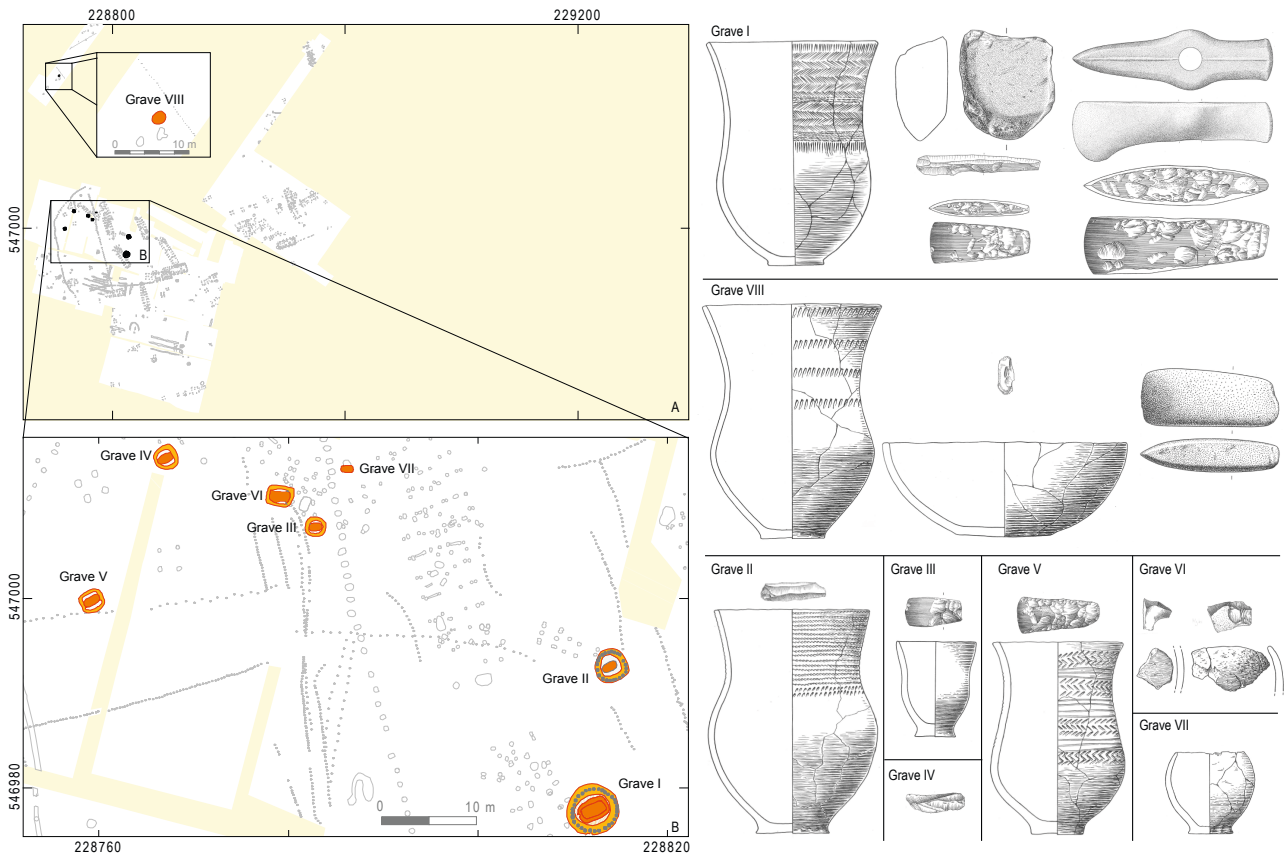 228800
229200
Grave VIII
0
10 m
547000
B
A
Grave IV
Grave VII
Grave VI
Grave III
Grave V
547000
Grave II
Grave I
546980
0
10 m
B
228760
228820
Grave I
Grave VIII
Grave II
Grave III
Grave V
Grave VI
Grave IV
Grave VII